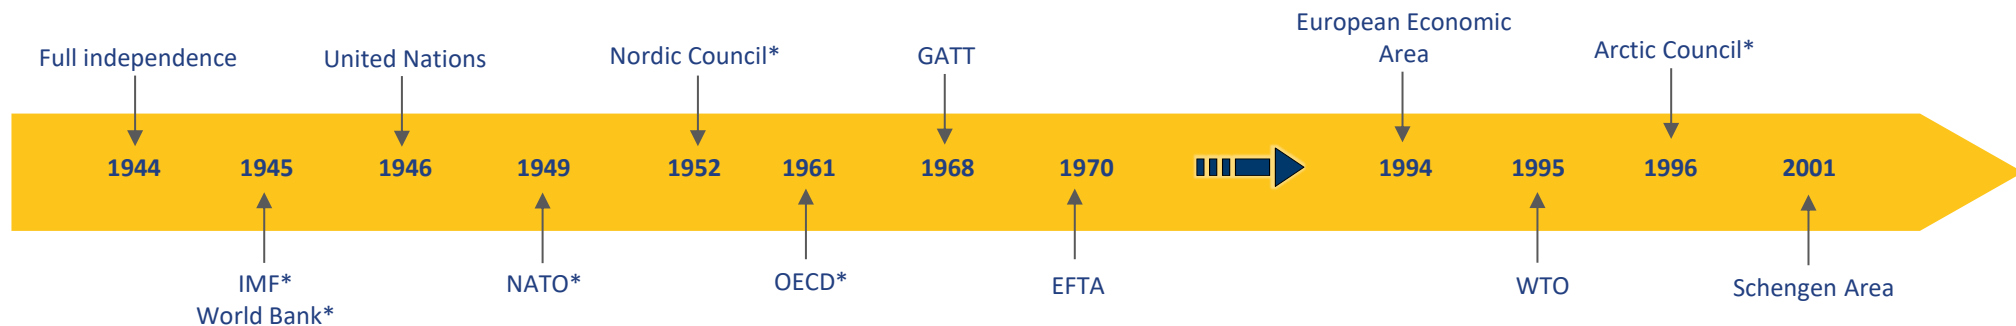 European Economic
Area
Full independence
United Nations
Nordic Council*
GATT
Arctic Council*
1944
1945
1946
1949
1952
1961
1968
1970
1994
1995
1996
2001
IMF*
World Bank*
NATO*
OECD*
EFTA
WTO
Schengen Area